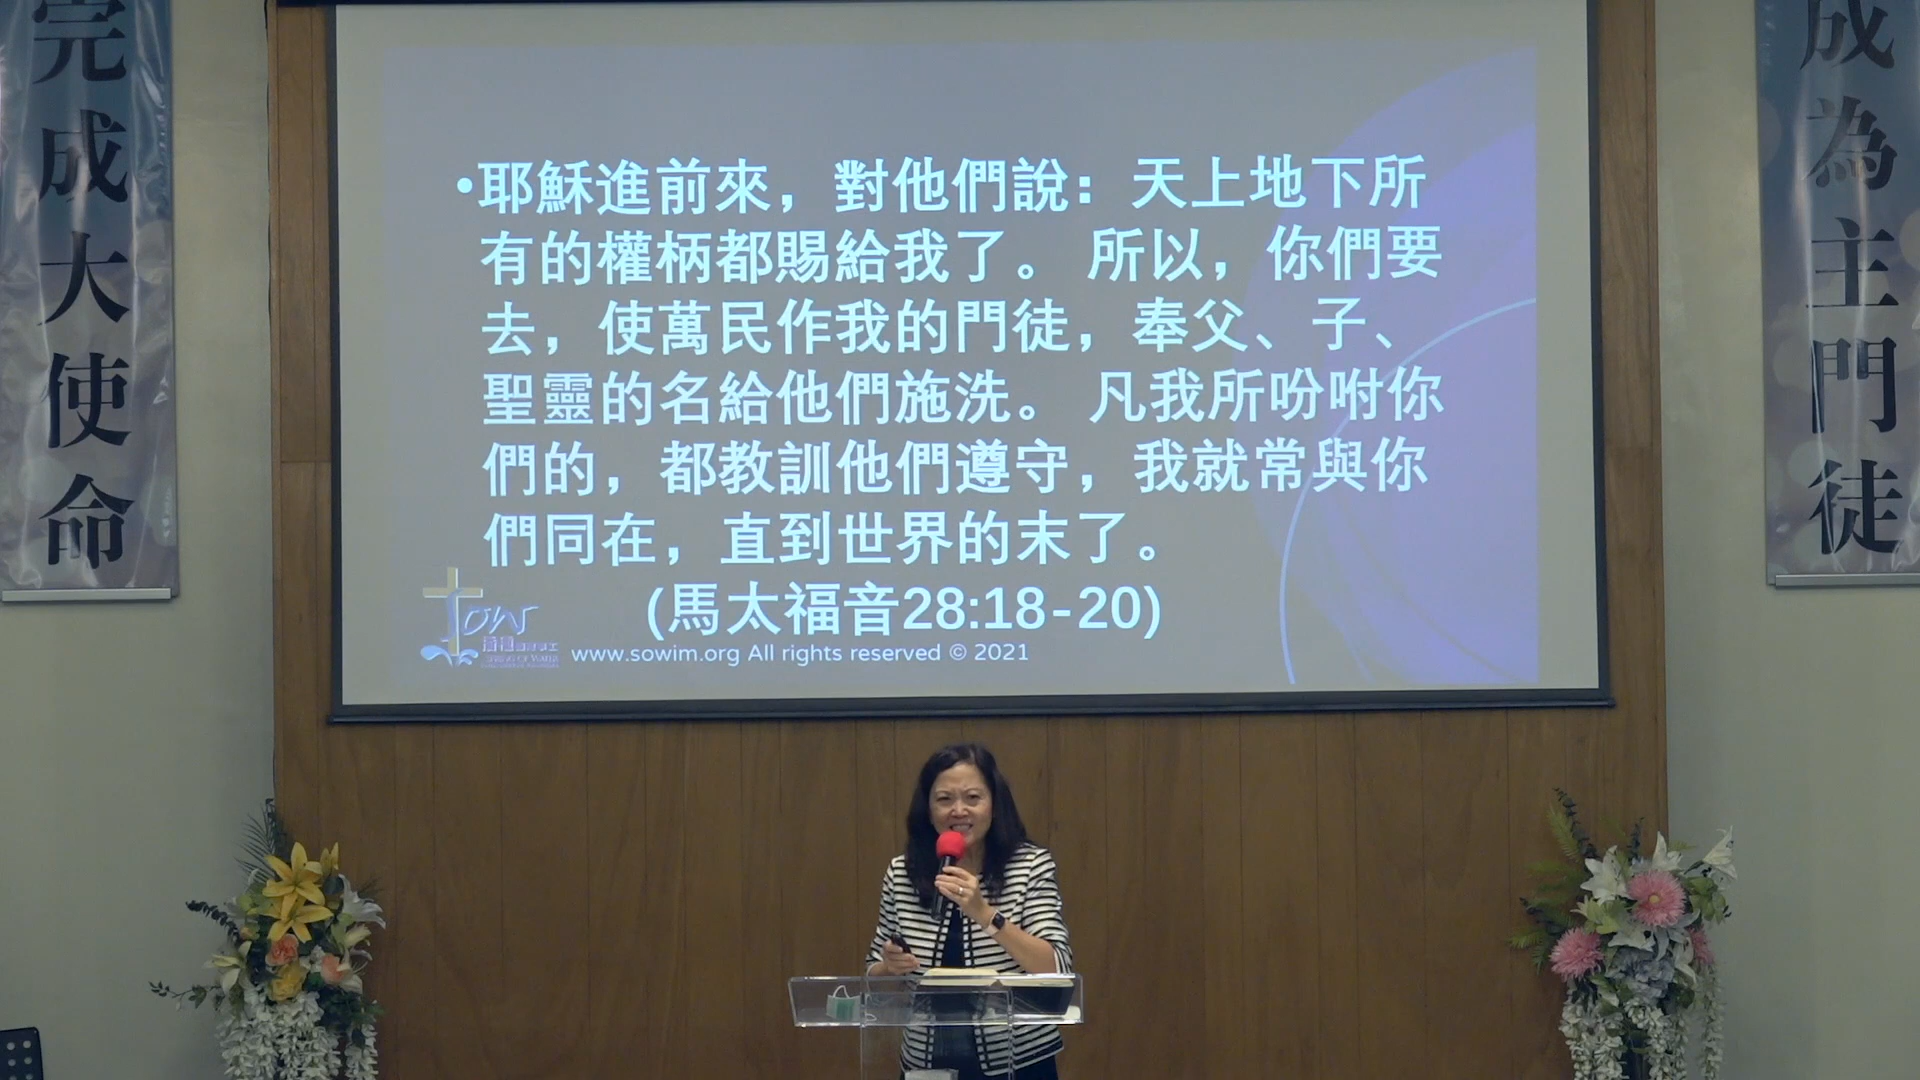 完成大使命
•耶穌進前來，對他們說：天上地下所
有的權柄都賜給我了。 所以，你們要
去，使萬民作我的門徒，奉父、子、
聖靈的名給他們施洗。 凡我所吩咐你
們的，都教訓他們遵守，我就常與你
們同在，直到世界的末了。
(馬太福音28:18-20)
www.sowim.org All rights reserved © 2021
成為主門徒